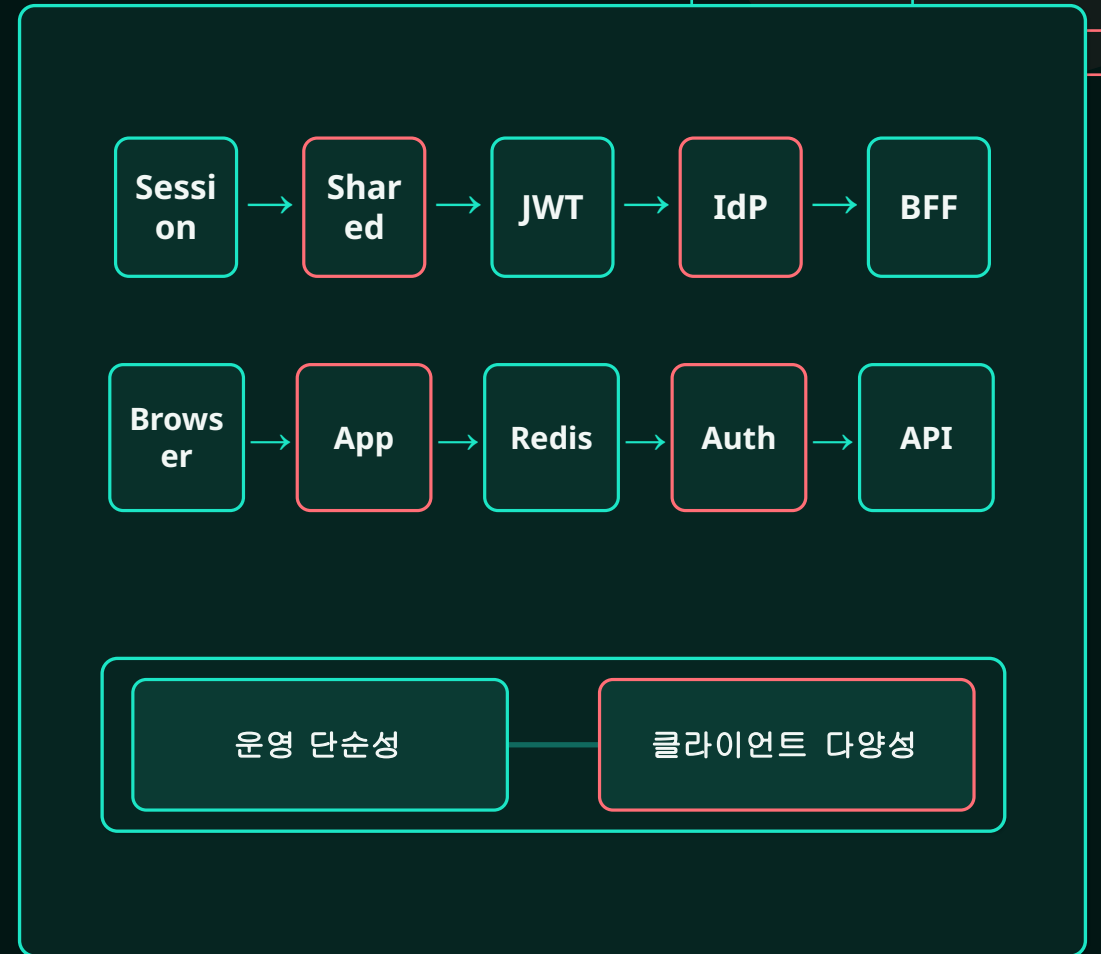 Sessi
on
Shar
ed
JWT
IdP
BFF
Brows
er
App
Redis
Auth
API
운영 단순성
클라이언트 다양성